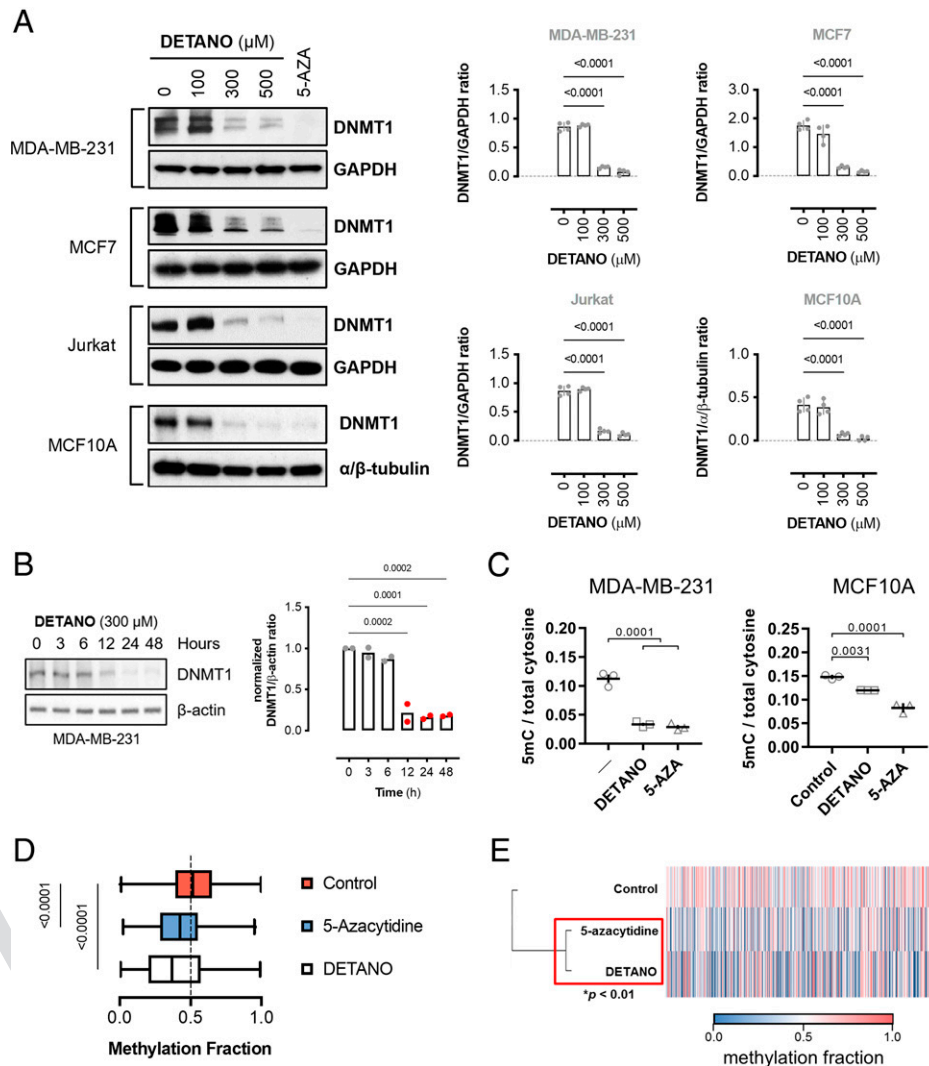 A
DETANO (µM)
0 100 300 500 5-AZA
MDA-MB-231
DNMT1
GAPDH
MCF7
DNMT1
GAPDH
Jurkat
DNMT1
GAPDH
MCF10A
DNMT1
α/β-tubulin
MDA-MB-231
<0.0001
<0.0001
DNMT1/GAPDH ratio
1.5
1.0
0.5
0.0
0 100 300 500
DETANO (µM)
MCF7
<0.0001
<0.0001
DNMT1/GAPDH ratio
3.0
2.0
1.0
0.0
0 100 300 500
DETANO (µM)
Jurkat
<0.0001
<0.0001
DNMT1/GAPDH ratio
1.5
1.0
0.5
0.0
0 100 300 500
DETANO (µM)
MCF10A
<0.0001
<0.0001
DNMT1/α/β-tubulin ratio
1.0
0.5
0.0
0 100 300 500
DETANO (µM)
B
DETANO (300 µM)
0 3 6 12 24 48 Hours
DNMT1
β-actin
MDA-MB-231
0.0002
0.0001
0.0002
normalized
DNMT1/β-actin ratio
1.5
1.0
0.5
0.0
0 3 6 12 24 48
Time (h)
C
MDA-MB-231
0.0001
5mC / total cytosine
0.20
0.15
0.10
0.05
0.00
DETANO
5-AZA
MCF10A
0.0001
0.0031
5mC / total cytosine
0.20
0.15
0.10
0.05
0.00
Control
DETANO
5-AZA
D
<0.0001
<0.0001
Control
5-Azacytidine
DETANO
0.0 0.5 1.0
Methylation Fraction
E
Control
5-azacytidine
DETANO
*p < 0.01
0.0 0.5 1.0
methylation fraction